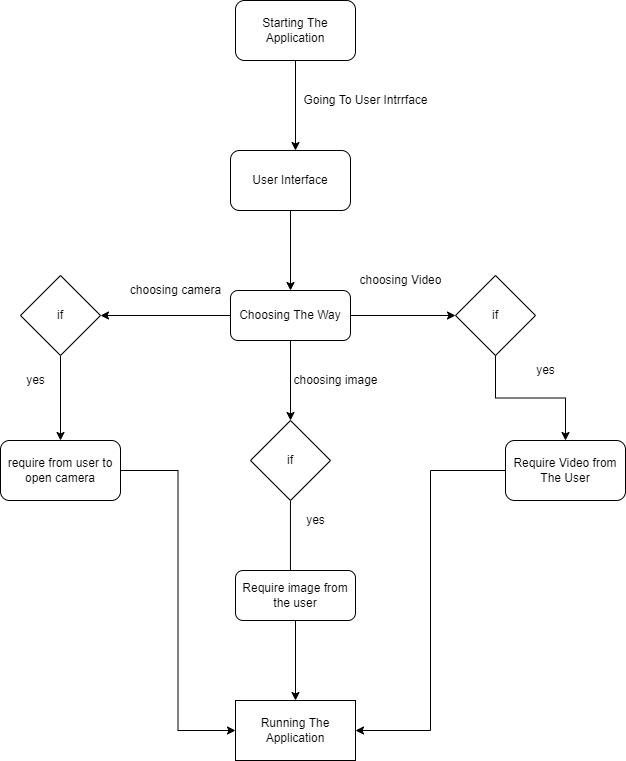 Starting The
Application
Going To User Intrrface
User Interface
choosing camera
choosing Video
if
Choosing The Way
if
yes
choosing image
yes
require from user to
open camera
if
Require Video from
The User
yes
Require image from
the user
Running The
Application